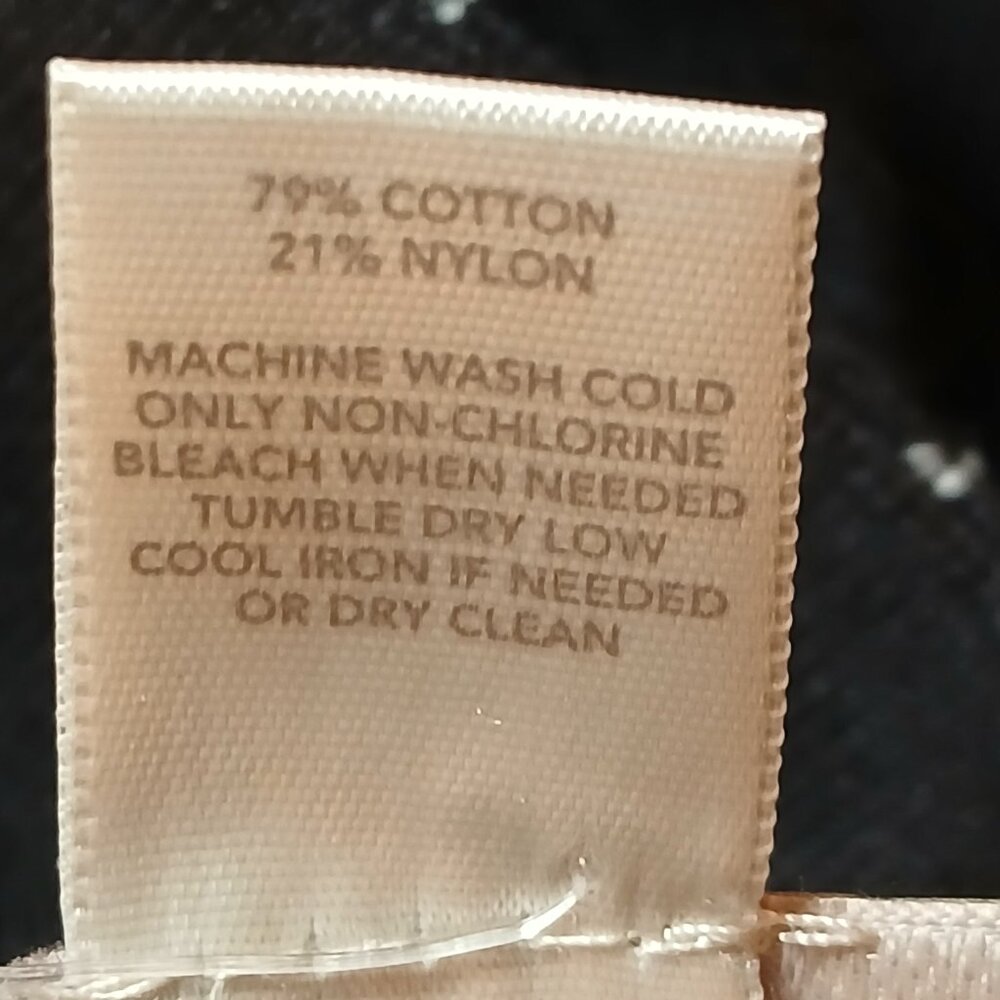 79% COTTON
21% NYLON
MACHINE WASH COLD
ONLY NON-CHLORINE
BLEACH WHEN NEEDED
TUMBLE DRY LOW
COOL IRON IF NEEDED
OR DRY CLEAN